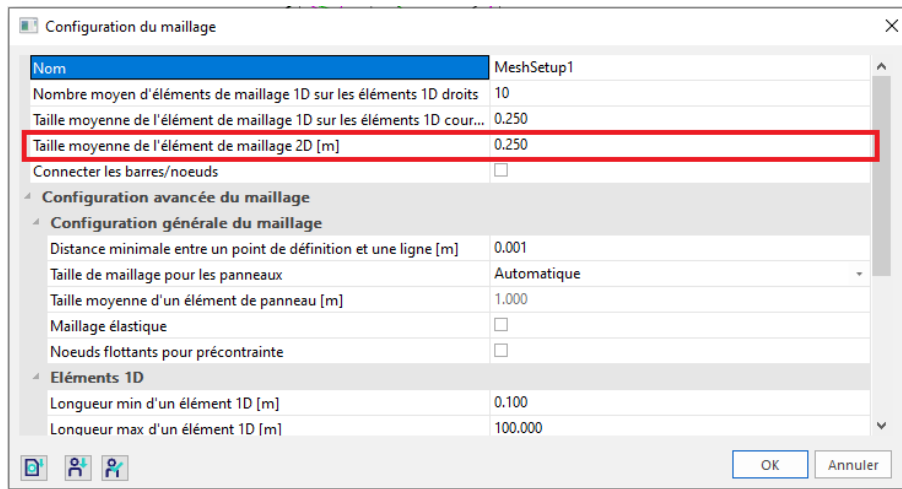 Configuration du maillage
Nom MeshSetup1
Nombre moyen d'éléments de maillage 1D sur les éléments 1D droits 10
Taille moyenne de l'élément de maillage 1D sur les éléments 1D cour... 0.250
Taille moyenne de l'élément de maillage 2D [m] 0.250
Connecter les barres/noeuds
Configuration avancée du maillage
Configuration générale du maillage
Distance minimale entre un point de définition et une ligne [m] 0.001
Taille de maillage pour les panneaux Automatique
Taille moyenne d'un élément de panneau [m] 1.000
Maillage élastique
Noeuds flottants pour précontrainte
Eléments 1D
Longueur min d'un élément 1D [m] 0.100
Longueur max d'un élément 1D [m] 100.000
OK Annuler